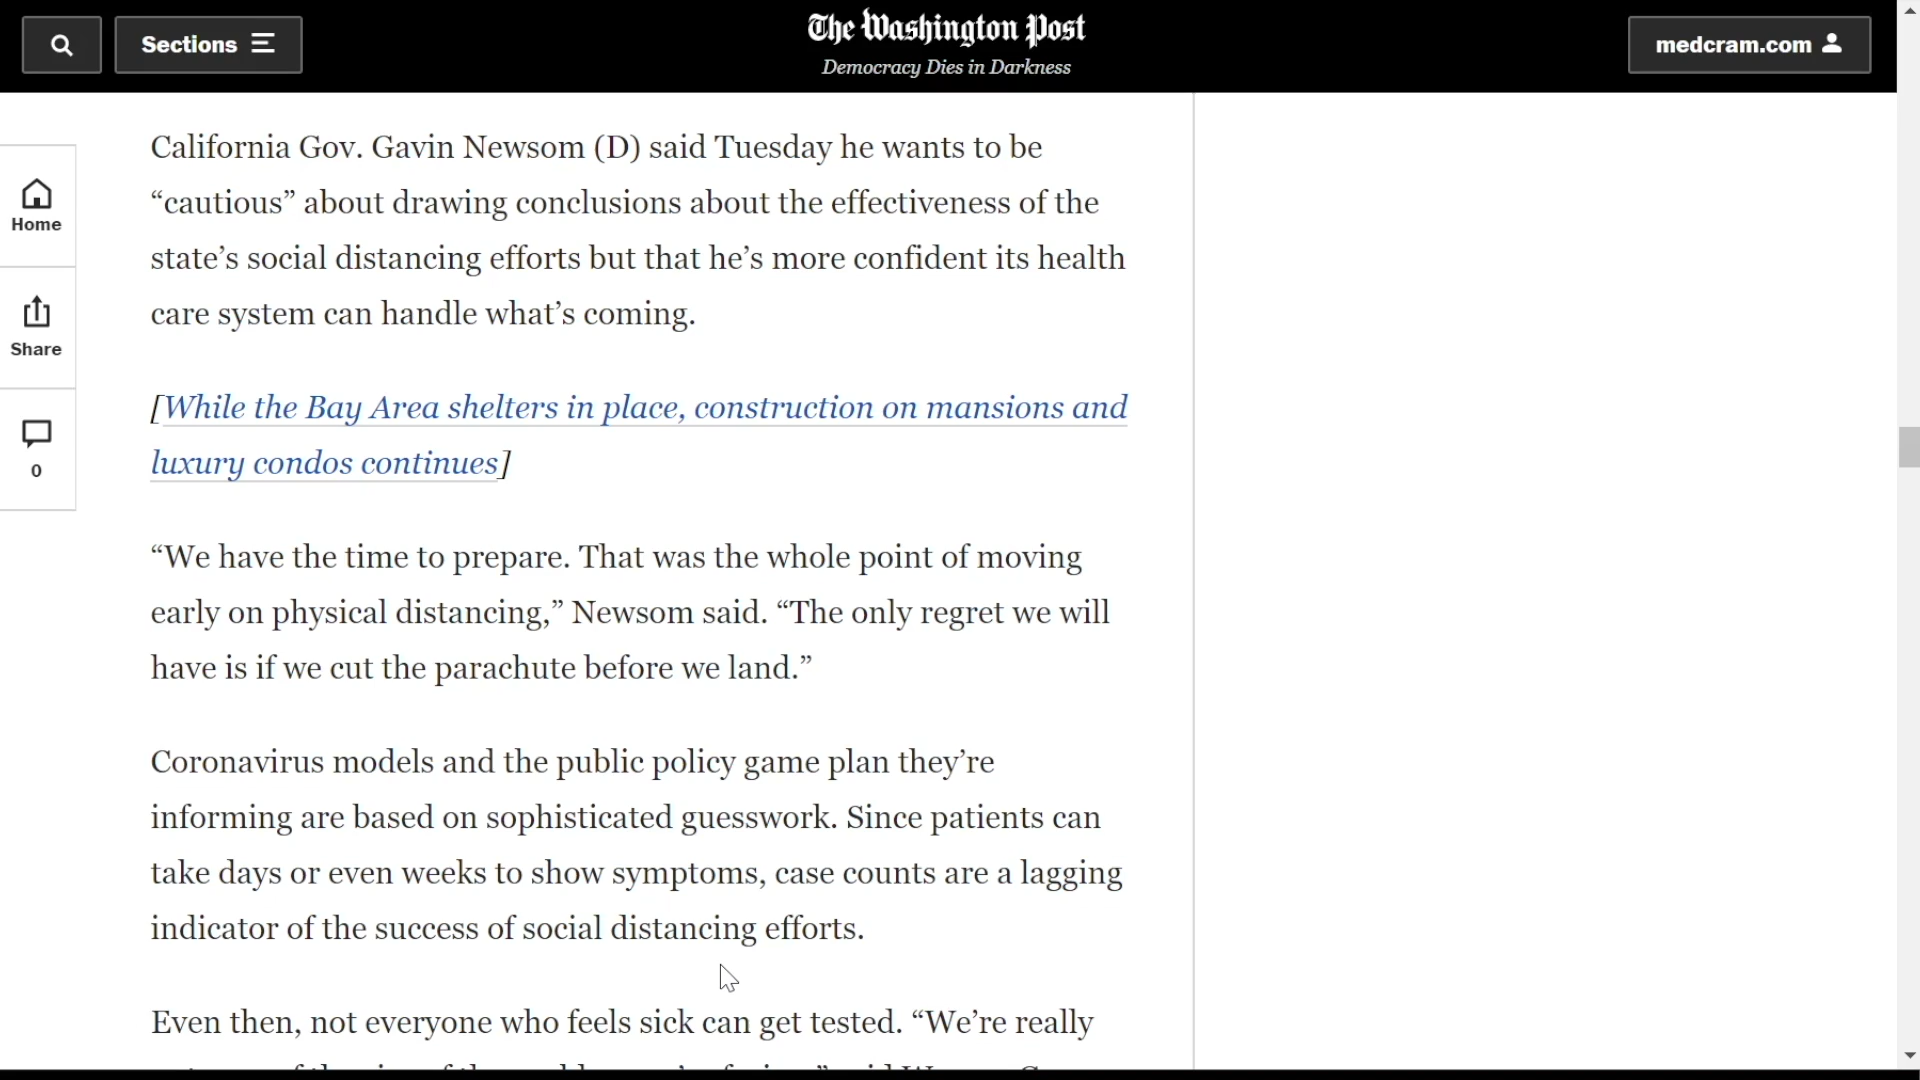 Sections
The Washington Post
Democracy Dies in Darkness
medcram.com
Home
Share
0
California Gov. Gavin Newsom (D) said Tuesday he wants to be
“cautious” about drawing conclusions about the effectiveness of the
state’s social distancing efforts but that he’s more confident its health
care system can handle what’s coming.
[While the Bay Area shelters in place, construction on mansions and
luxury condos continues]
“We have the time to prepare. That was the whole point of moving
early on physical distancing,” Newsom said. “The only regret we will
have is if we cut the parachute before we land.”
Coronavirus models and the public policy game plan they’re
informing are based on sophisticated guesswork. Since patients can
take days or even weeks to show symptoms, case counts are a lagging
indicator of the success of social distancing efforts.
Even then, not everyone who feels sick can get tested. “We’re really